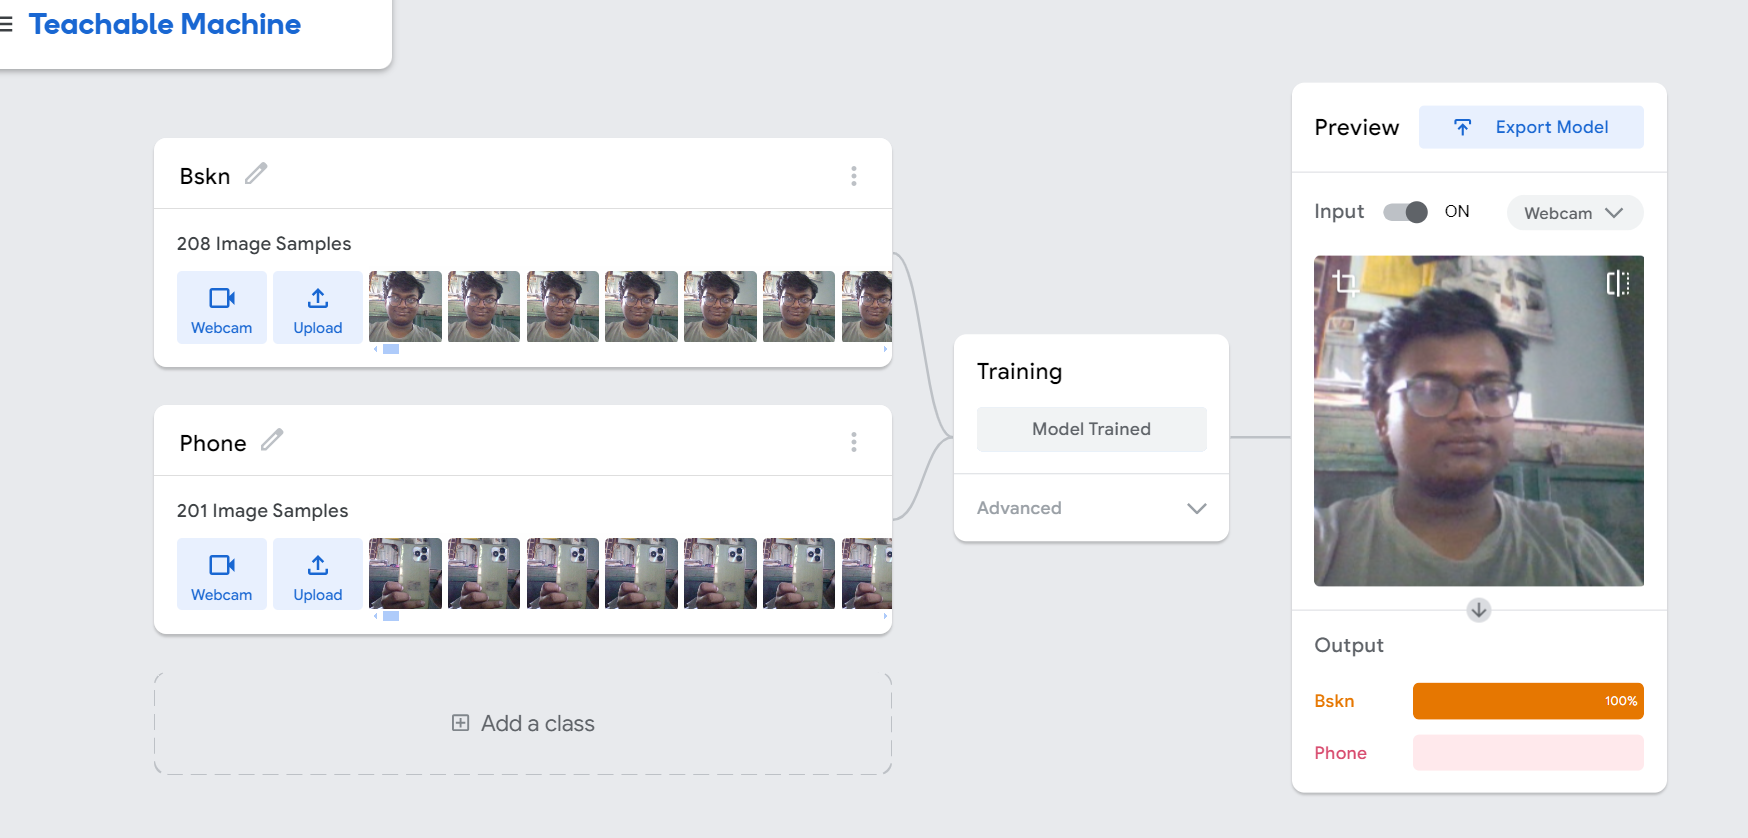 Teachable Machine
Bskn
208 Image Samples
Webcam
Upload
Phone
201 Image Samples
Webcam
Upload
Add a class
Training
Model Trained
Advanced
Preview
Export Model
Input
ON
Webcam
Output
Bskn
100%
Phone